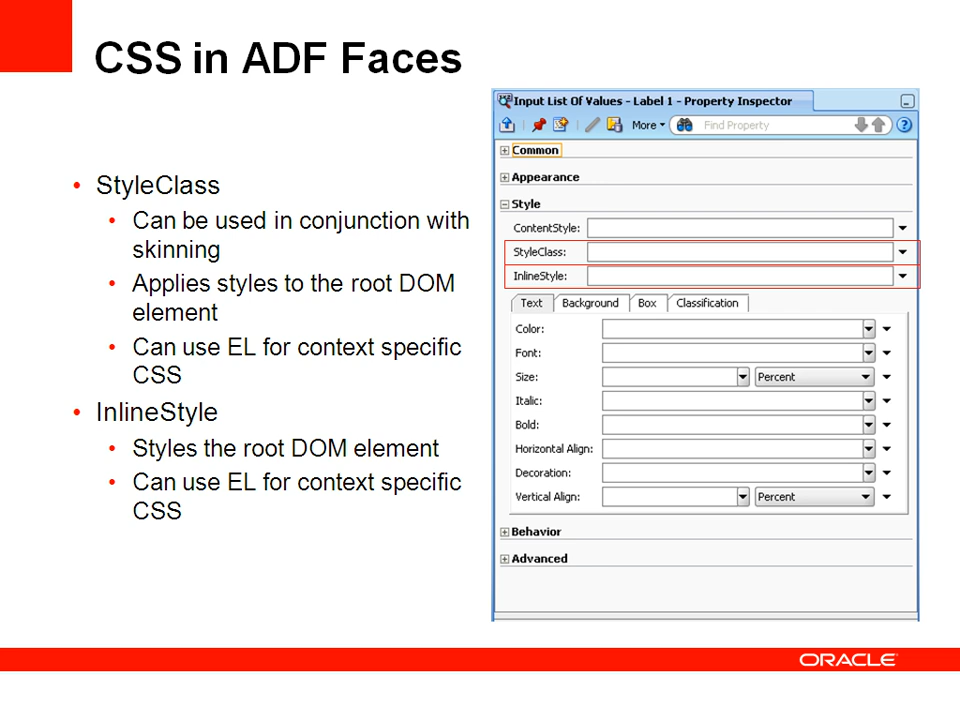 CSS in ADF Faces
• StyleClass
• Can be used in conjunction with
skinning
• Applies styles to the root DOM
element
• Can use EL for context specific
CSS
• InlineStyle
• Styles the root DOM element
• Can use EL for context specific
CSS
Input List Of Values - Label 1 - Property Inspector
More Find Property
Common
Appearance
Style
ContentStyle:
StyleClass:
InlineStyle:
Text Background Box Classification
Color:
Font:
Size: Percent
Italic:
Bold:
Horizontal Align:
Decoration:
Vertical Align: Percent
Behavior
Advanced
ORACLE